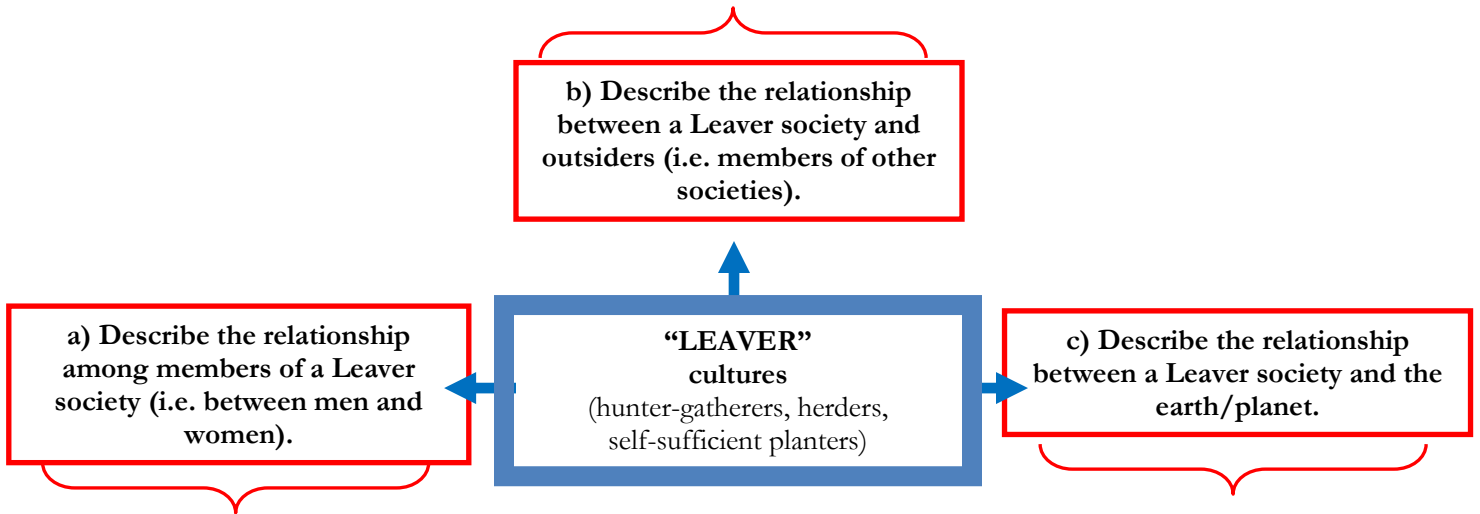 b) Describe the relationship
between a Leaver society and
outsiders (i.e. members of other
societies).
a) Describe the relationship
among members of a Leaver
society (i.e. between men and
women).
“LEAVER”
cultures
(hunter-gatherers, herders,
self-sufficient planters)
c) Describe the relationship
between a Leaver society and the
earth/planet.